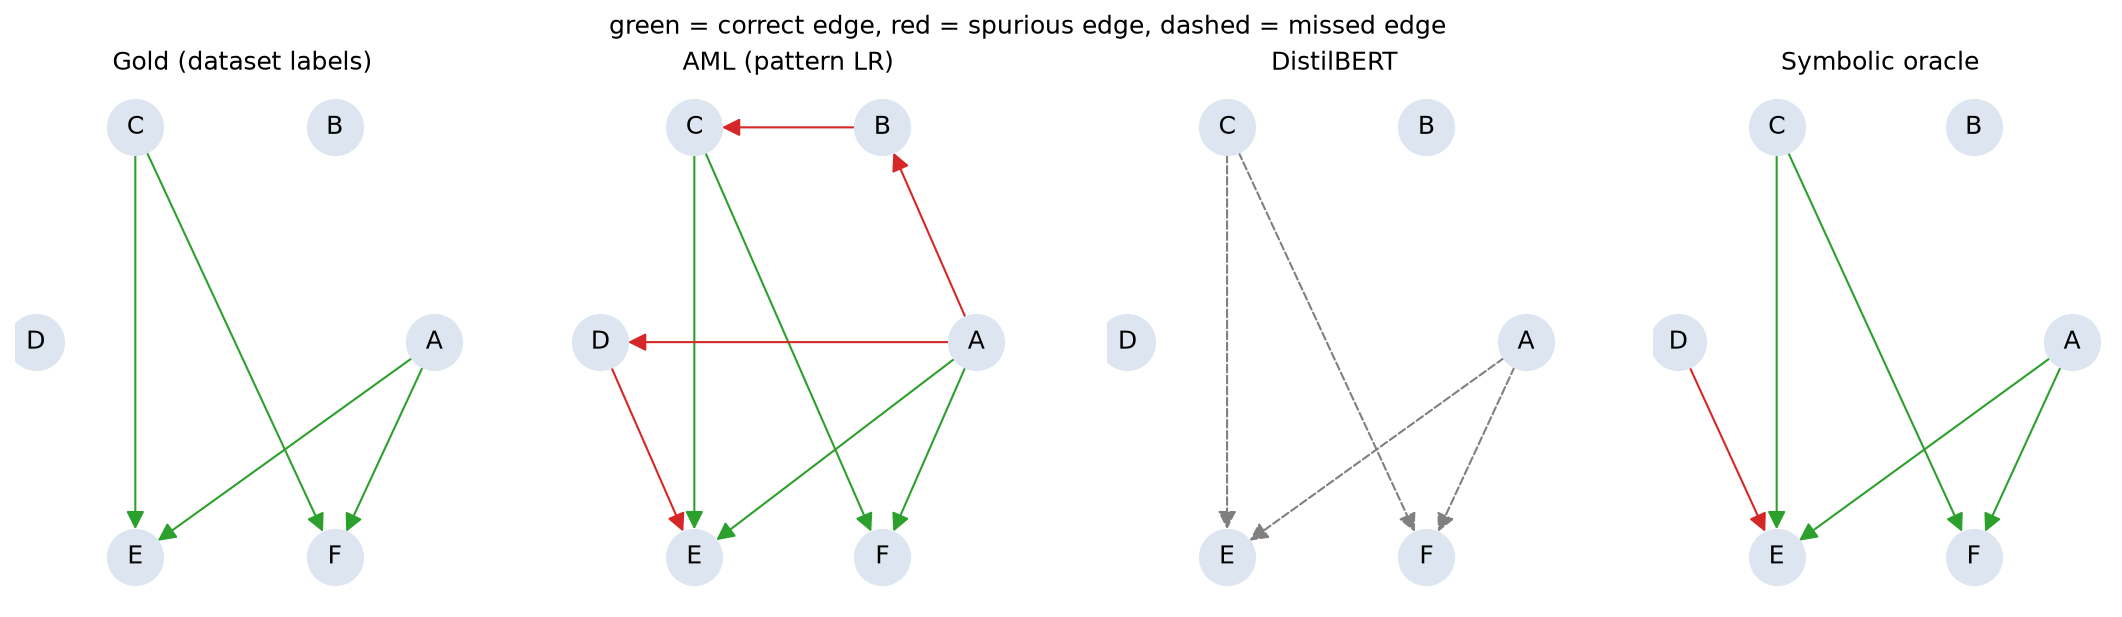 green = correct edge, red = spurious edge, dashed = missed edge
Gold (dataset labels)
C
B
D
A
E
F
AML (pattern LR)
C
B
D
A
E
F
DistilBERT
C
B
D
A
E
F
Symbolic oracle
C
B
D
A
E
F